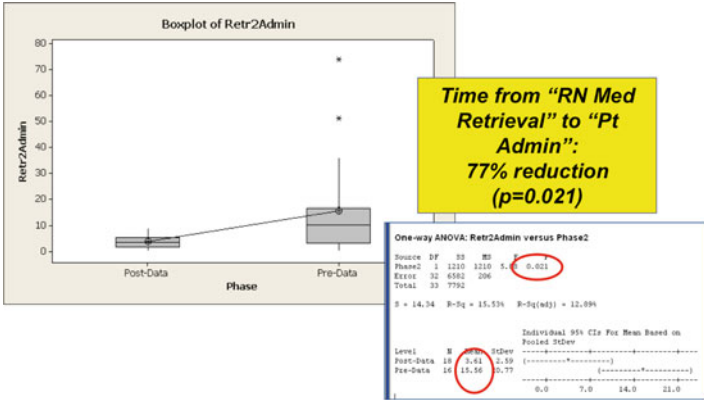 Boxplot of Retr2Admin
80
70
60
50
40
30
20
10
0
Retr2Admin
Post-Data
Pre-Data
Phase
Time from “RN Med
Retrieval” to “Pt
Admin”:
77% reduction
(p=0.021)
One-way ANOVA: Retr2Admin versus Phase2
Source DF SS MS F P
Phase2 1 1210 1210 0.021
Error 32 6582 206
Total 33 7792
S = 14.34 R-Sq = 15.53% R-Sq(adj) = 12.89%
Individual 95% CIs For Mean Based on
Pooled StDev
Level N Mean StDev
Post-Data 18 3.61 2.59
Pre-Data 16 15.56
0.0 7.0 14.0 21.0